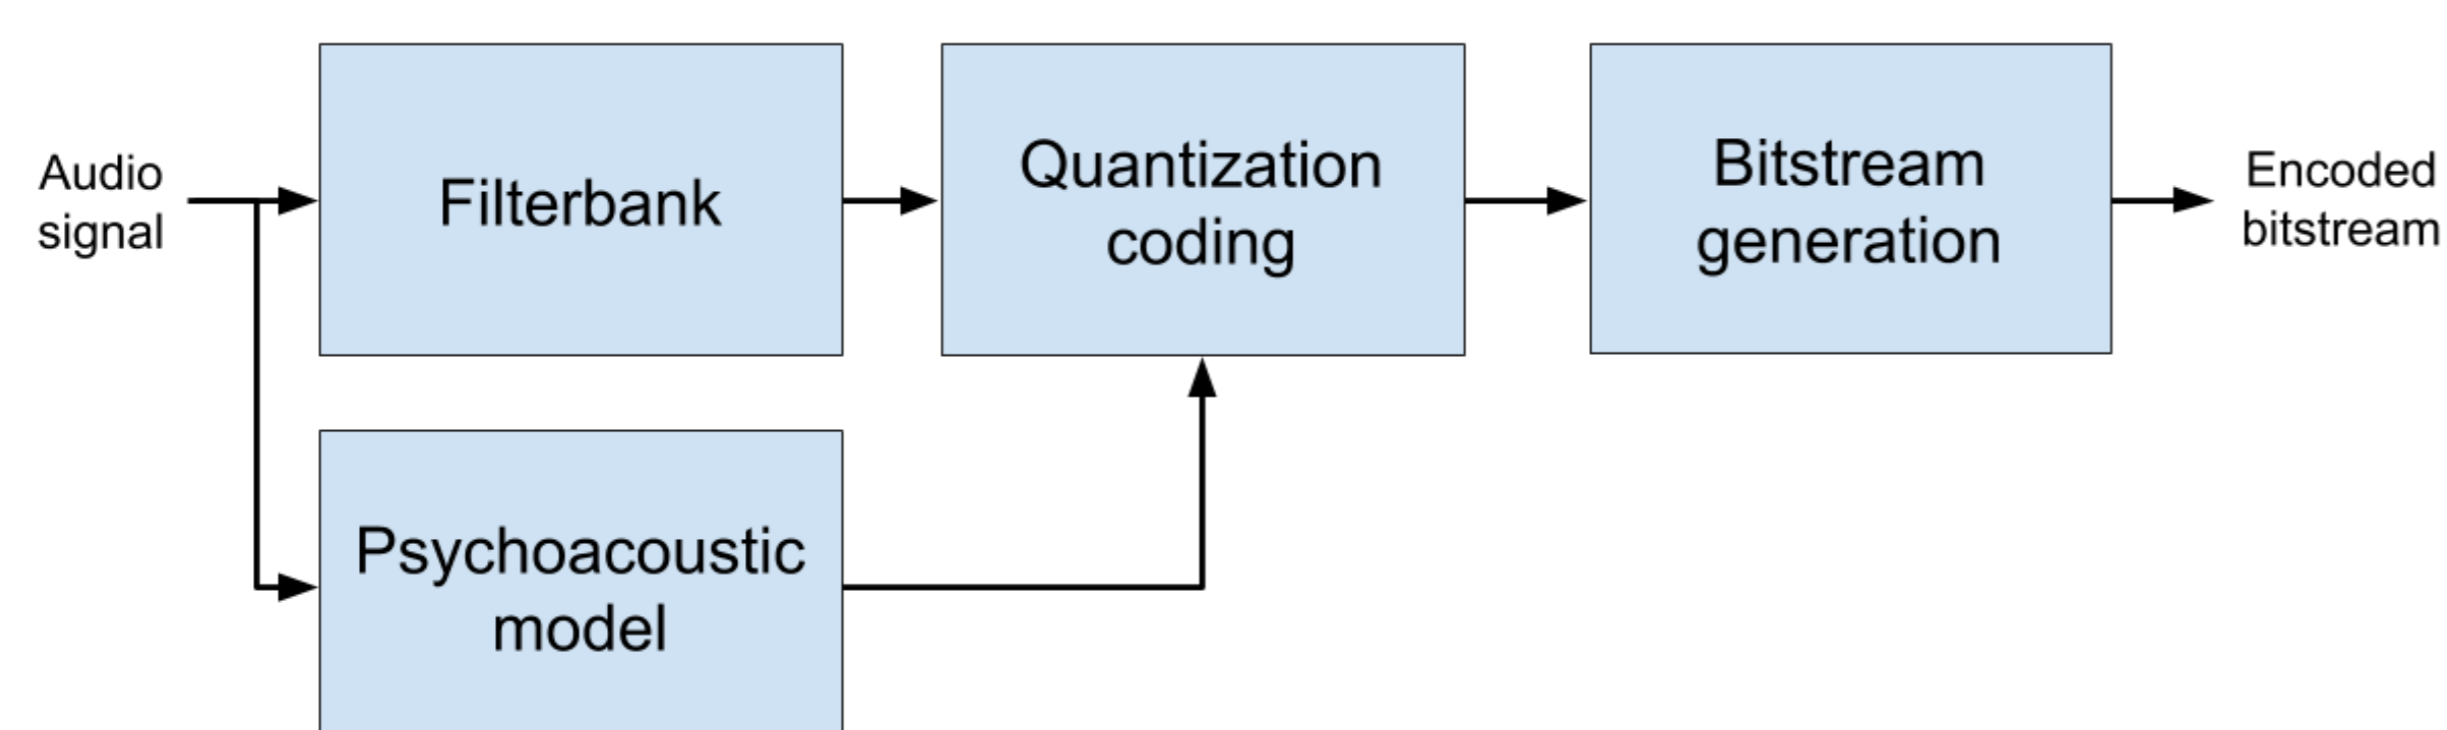 Audio
signal
Filterbank
Quantization
coding
Bitstream
generation
Encoded
bitstream
Psychoacoustic
model